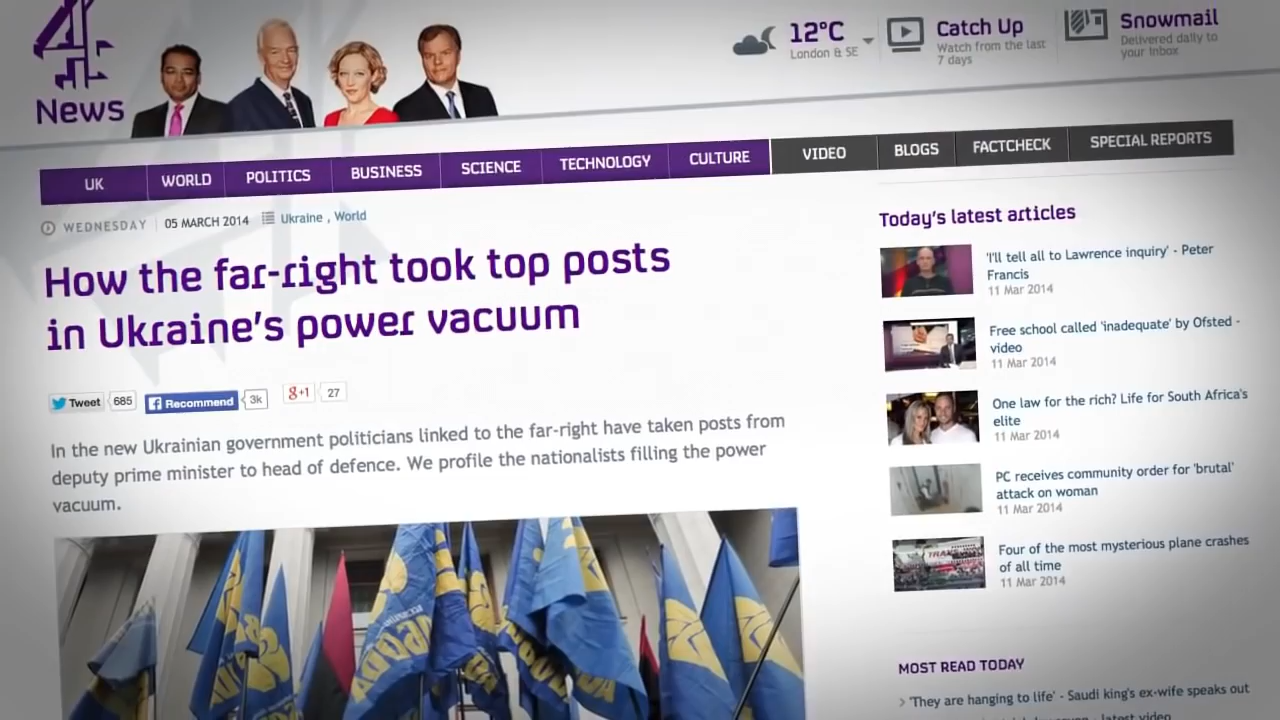 4
News
12°C
London & SE
Catch Up
Watch from the last
7 days
Snowmail
Delivered daily to
your Inbox
UK
WORLD
POLITICS
BUSINESS
SCIENCE
TECHNOLOGY
CULTURE
VIDEO
BLOGS
FACTCHECK
SPECIAL REPORTS
WEDNESDAY
05 MARCH 2014
Ukraine , World
How the far-right took top posts
in Ukraine's power vacuum
Tweet
685
f Recommend
3k
g+1
27
In the new Ukrainian government politicians linked to the far-right have taken posts from
deputy prime minister to head of defence. We profile the nationalists filling the power
vacuum.
Today's latest articles
'I'll tell all to Lawrence inquiry' - Peter
Francis
11 Mar 2014
Free school called 'inadequate' by Ofsted -
video
11 Mar 2014
One law for the rich? Life for South Africa's
elite
11 Mar 2014
PC receives community order for 'brutal'
attack on woman
11 Mar 2014
Four of the most mysterious plane crashes
of all time
11 Mar 2014
MOST READ TODAY
› 'They are hanging to life' - Saudi king's ex-wife speaks out
- latest video